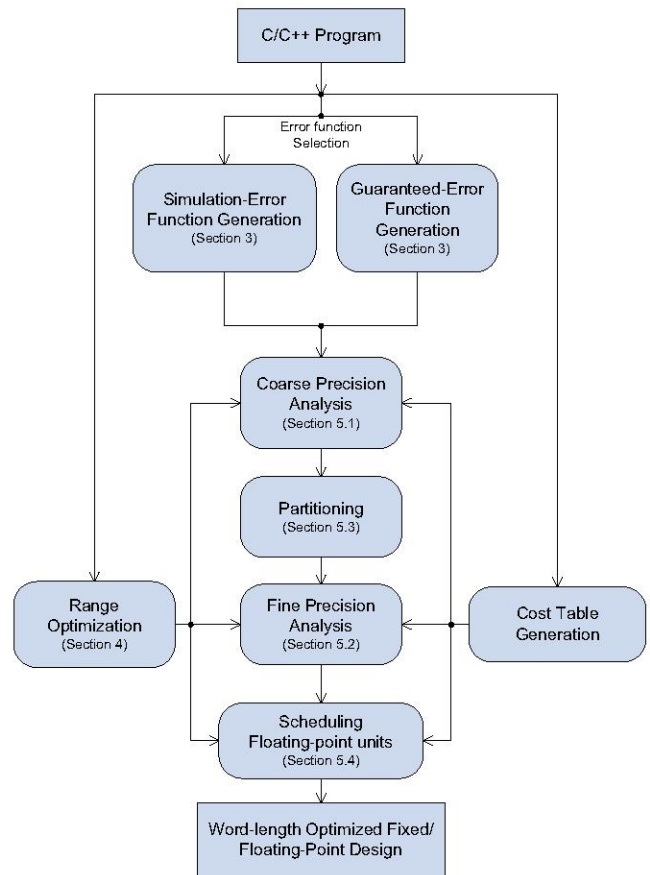 C/C++ Program
Error function
Selection
Simulation-Error
Function Generation
(Section 3)
Guaranteed-Error
Function
Generation
(Section 3)
Coarse Precision
Analysis
(Section 5.1)
Partitioning
(Section 5.3)
Range
Optimization
(Section 4)
Fine Precision
Analysis
(Section 5.2)
Cost Table
Generation
Scheduling
Floating-point units
(Section 5.4)
Word-length Optimized Fixed/
Floating-Point Design